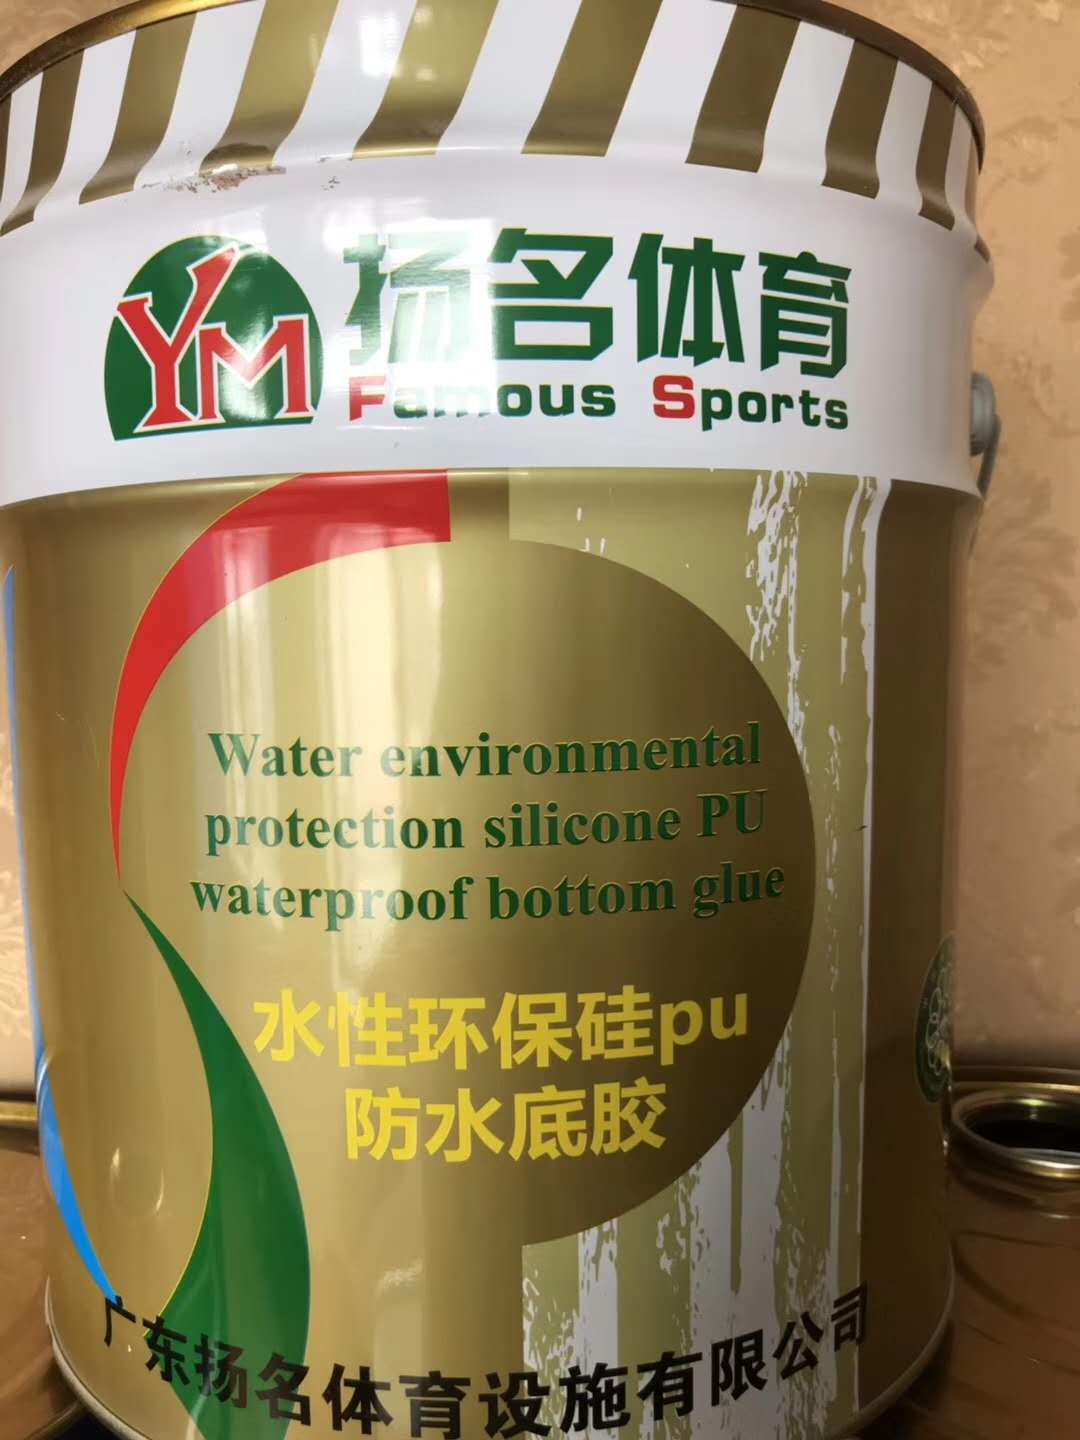 YM
扬名体育
Famous Sports
Water environmental
protection silicone PU
waterproof bottom glue
水性环保硅pu
防水底胶
广东扬名体育设施有限公司